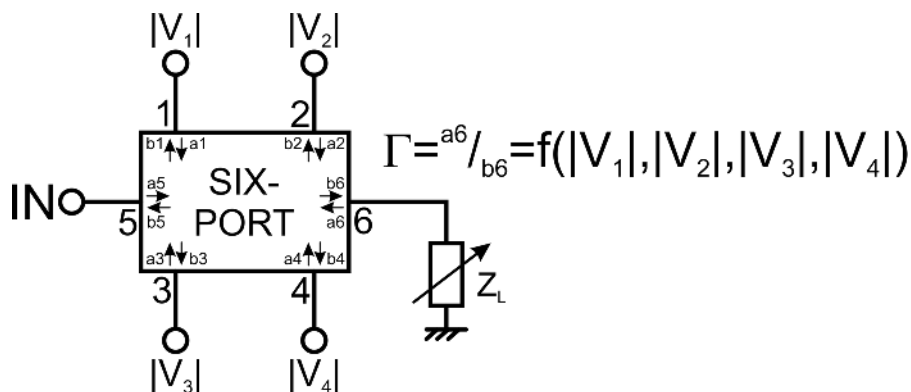 |V₁| |V₂|
1 2
b1 a1 b2 a2
Γ=a6/b6=f(|V₁|,|V₂|,|V₃|,|V₄|)
SIX-
PORT
a5 b6
IN
b5 a6
5 6
a3 b3 a4 b4
3 4
Z_L
|V₃| |V₄|